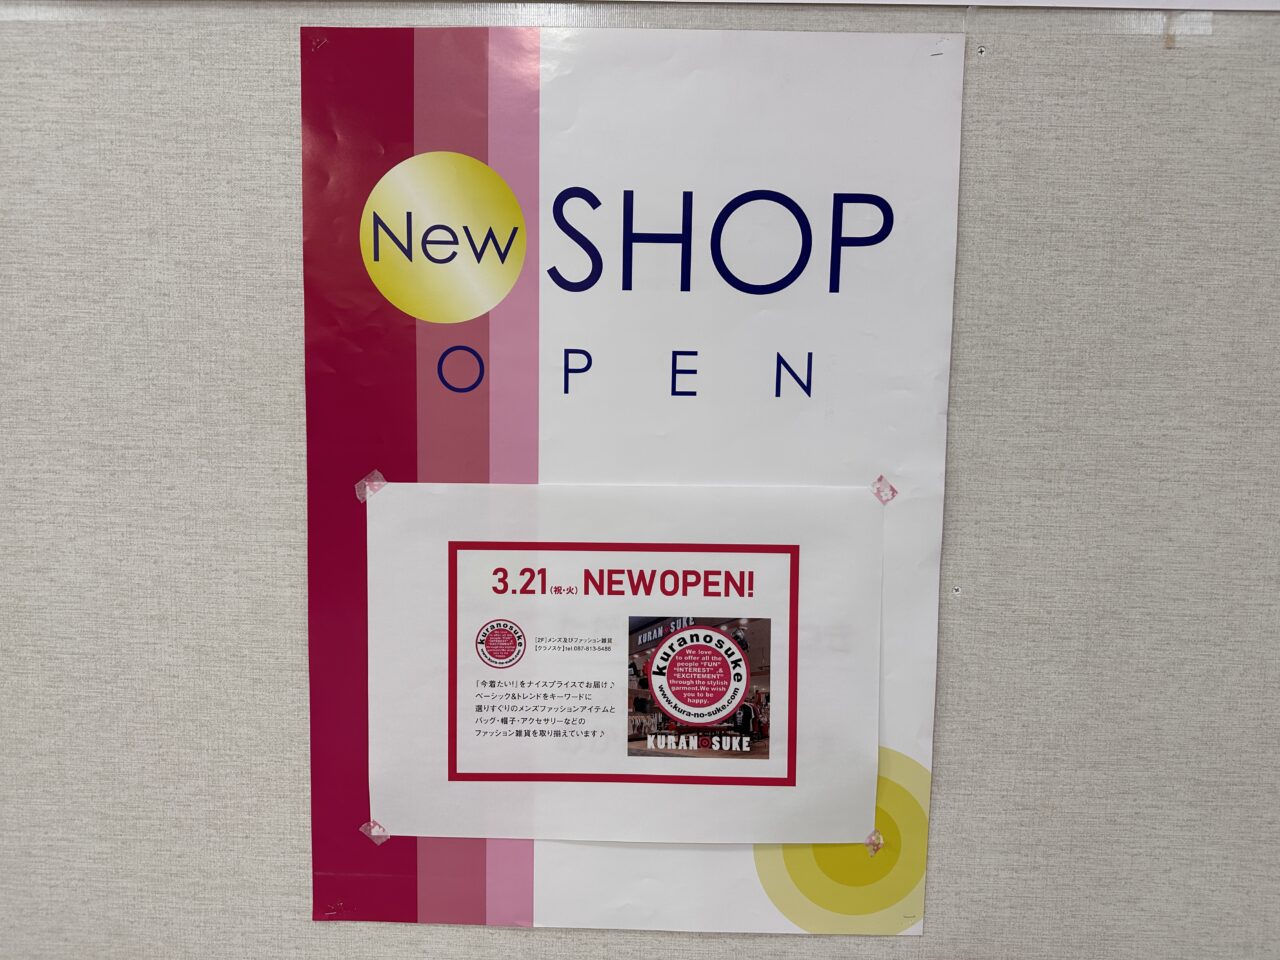 New SHOP
OPEN
3.21(祝・火) NEW OPEN!
kuranosuke
[2F]メンズ及びファッション雑貨
【クラノスケ】tel.087-813-5486
「今着たい!」をナイスプライスでお届け♪
ベーシック&トレンドをキーワードに
選りすぐりのメンズファッションアイテムと
バッグ・帽子・アクセサリーなどの
ファッション雑貨を取り揃えています♪
KURANOSUKE
kuranosuke
We love
to offer all the
people "FUN"
"INTEREST" ,&
"EXCITEMENT"
through the stylish
garment.We wish
you to be
happy.
www.kura-no-suke.com
KURANOSUKE